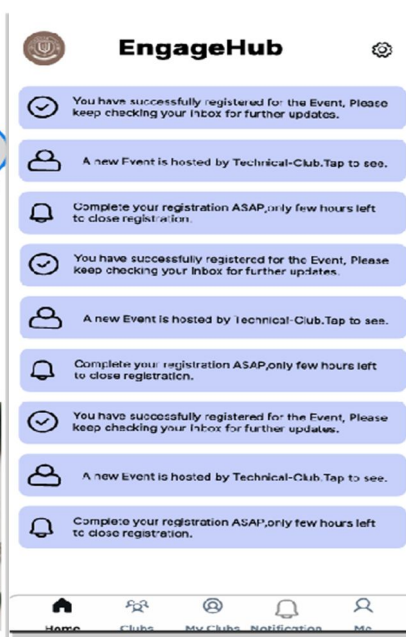 EngageHub
You have successfully registered for the Event, Please
keep checking your Inbox for further updates.
A new Event is hosted by Technical-Club.Tap to see.
Complete your registration ASAP,only few hours left
to close registration.
You have successfully registered for the Event, Please
keep checking your Inbox for further updates.
A new Event is hosted by Technical-Club.Tap to see.
Complete your registration ASAP,only few hours left
to close registration.
You have successfully registered for the Event, Please
keep checking your Inbox for further updates.
A new Event is hosted by Technical-Club.Tap to see.
Complete your registration ASAP,only few hours left
to close registration.
Home Clubs My Clubs Notification Me